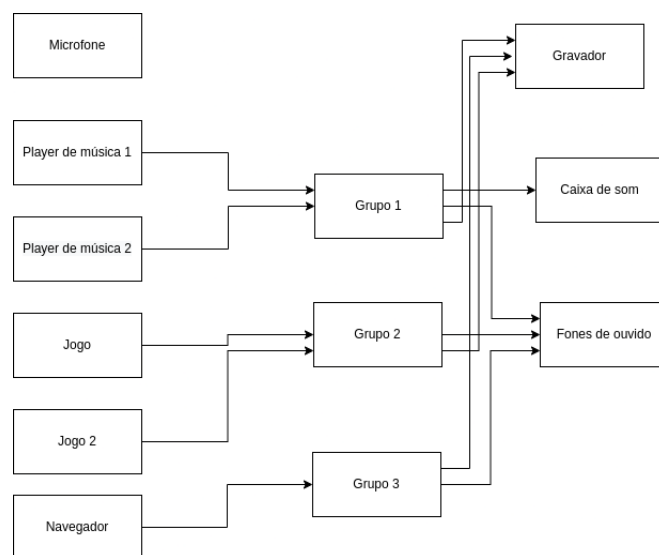 Microfone
Gravador
Player de música 1
Grupo 1
Caixa de som
Player de música 2
Jogo
Grupo 2
Fones de ouvido
Jogo 2
Grupo 3
Navegador